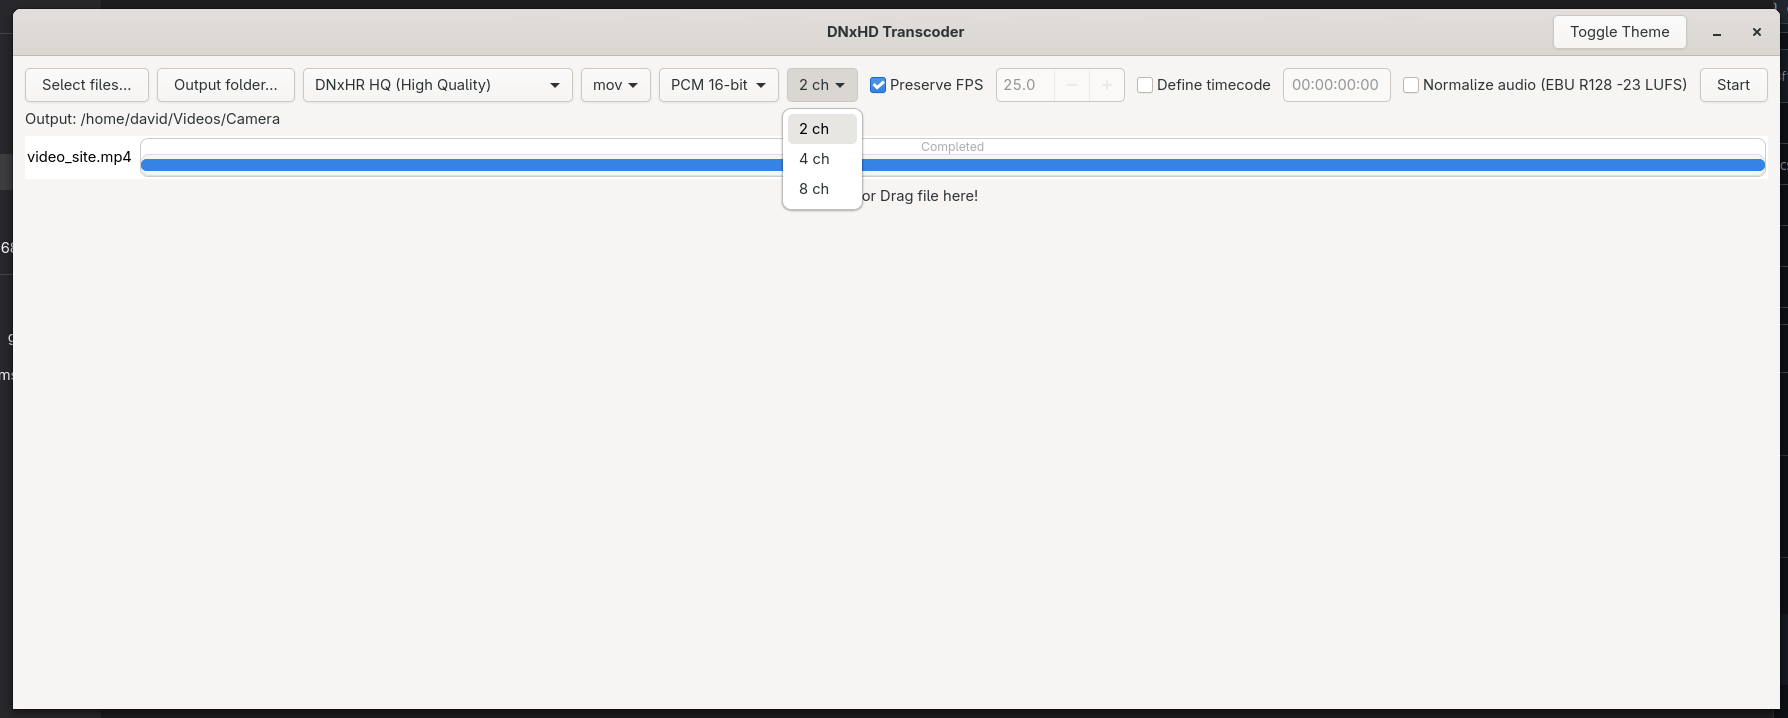 DNxHD Transcoder
Toggle Theme
Select files...
Output folder...
DNxHR HQ (High Quality)
mov
PCM 16-bit
2 ch
Preserve FPS
25.0
Define timecode
00:00:00:00
Normalize audio (EBU R128 -23 LUFS)
Start
Output: /home/david/Videos/Camera
2 ch
4 ch
8 ch
video_site.mp4
Completed
or Drag file here!